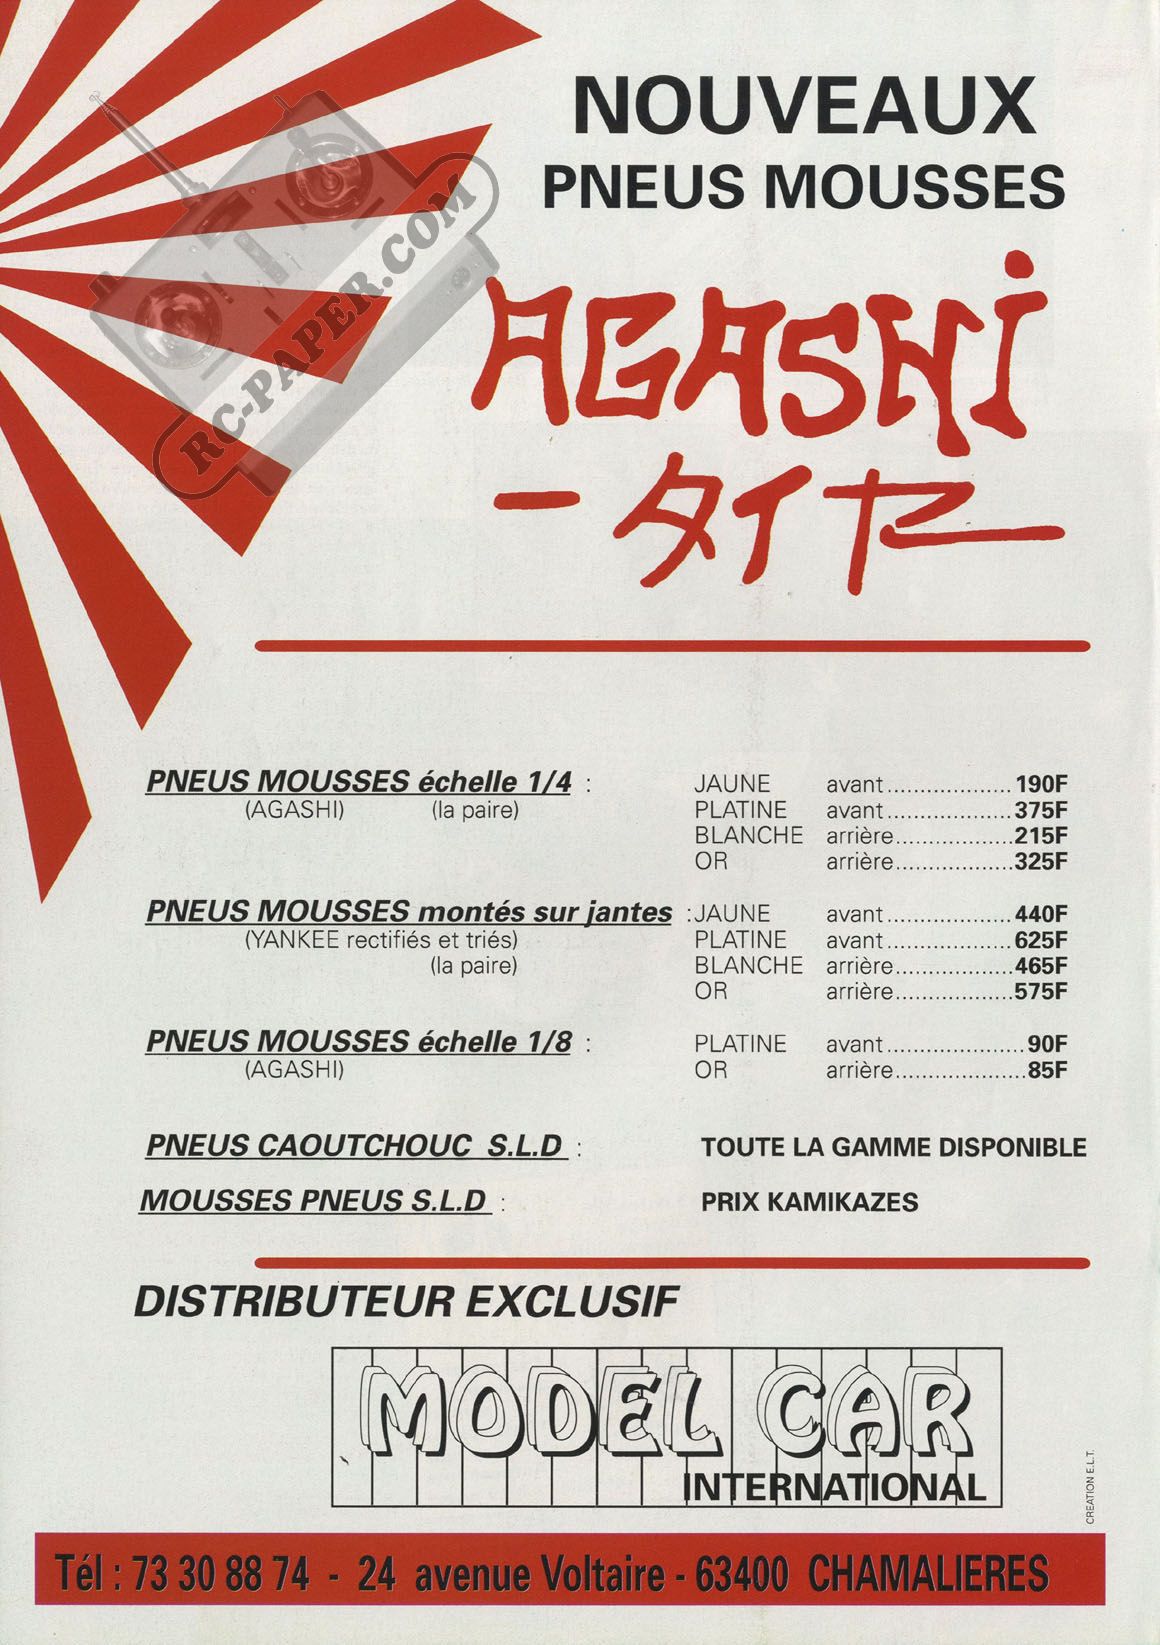 NOUVEAUX
PNEUS MOUSSES
AGASHI
ータイヤ
RC-PAPER.COM
PNEUS MOUSSES échelle 1/4 : JAUNE avant................... 190F
(AGASHI) (la paire) PLATINE avant................... 375F
BLANCHE arrière.................. 215F
OR arrière.................. 325F
PNEUS MOUSSES montés sur jantes : JAUNE avant................... 440F
(YANKEE rectifiés et triés) PLATINE avant................... 625F
(la paire) BLANCHE arrière.................. 465F
OR arrière.................. 575F
PNEUS MOUSSES échelle 1/8 : PLATINE avant..................... 90F
(AGASHI) OR arrière.................... 85F
PNEUS CAOUTCHOUC S.L.D : TOUTE LA GAMME DISPONIBLE
MOUSSES PNEUS S.L.D : PRIX KAMIKAZES
DISTRIBUTEUR EXCLUSIF
MODEL CAR
INTERNATIONAL
CREATION E.L.T.
Tél : 73 30 88 74 - 24 avenue Voltaire - 63400 CHAMALIERES